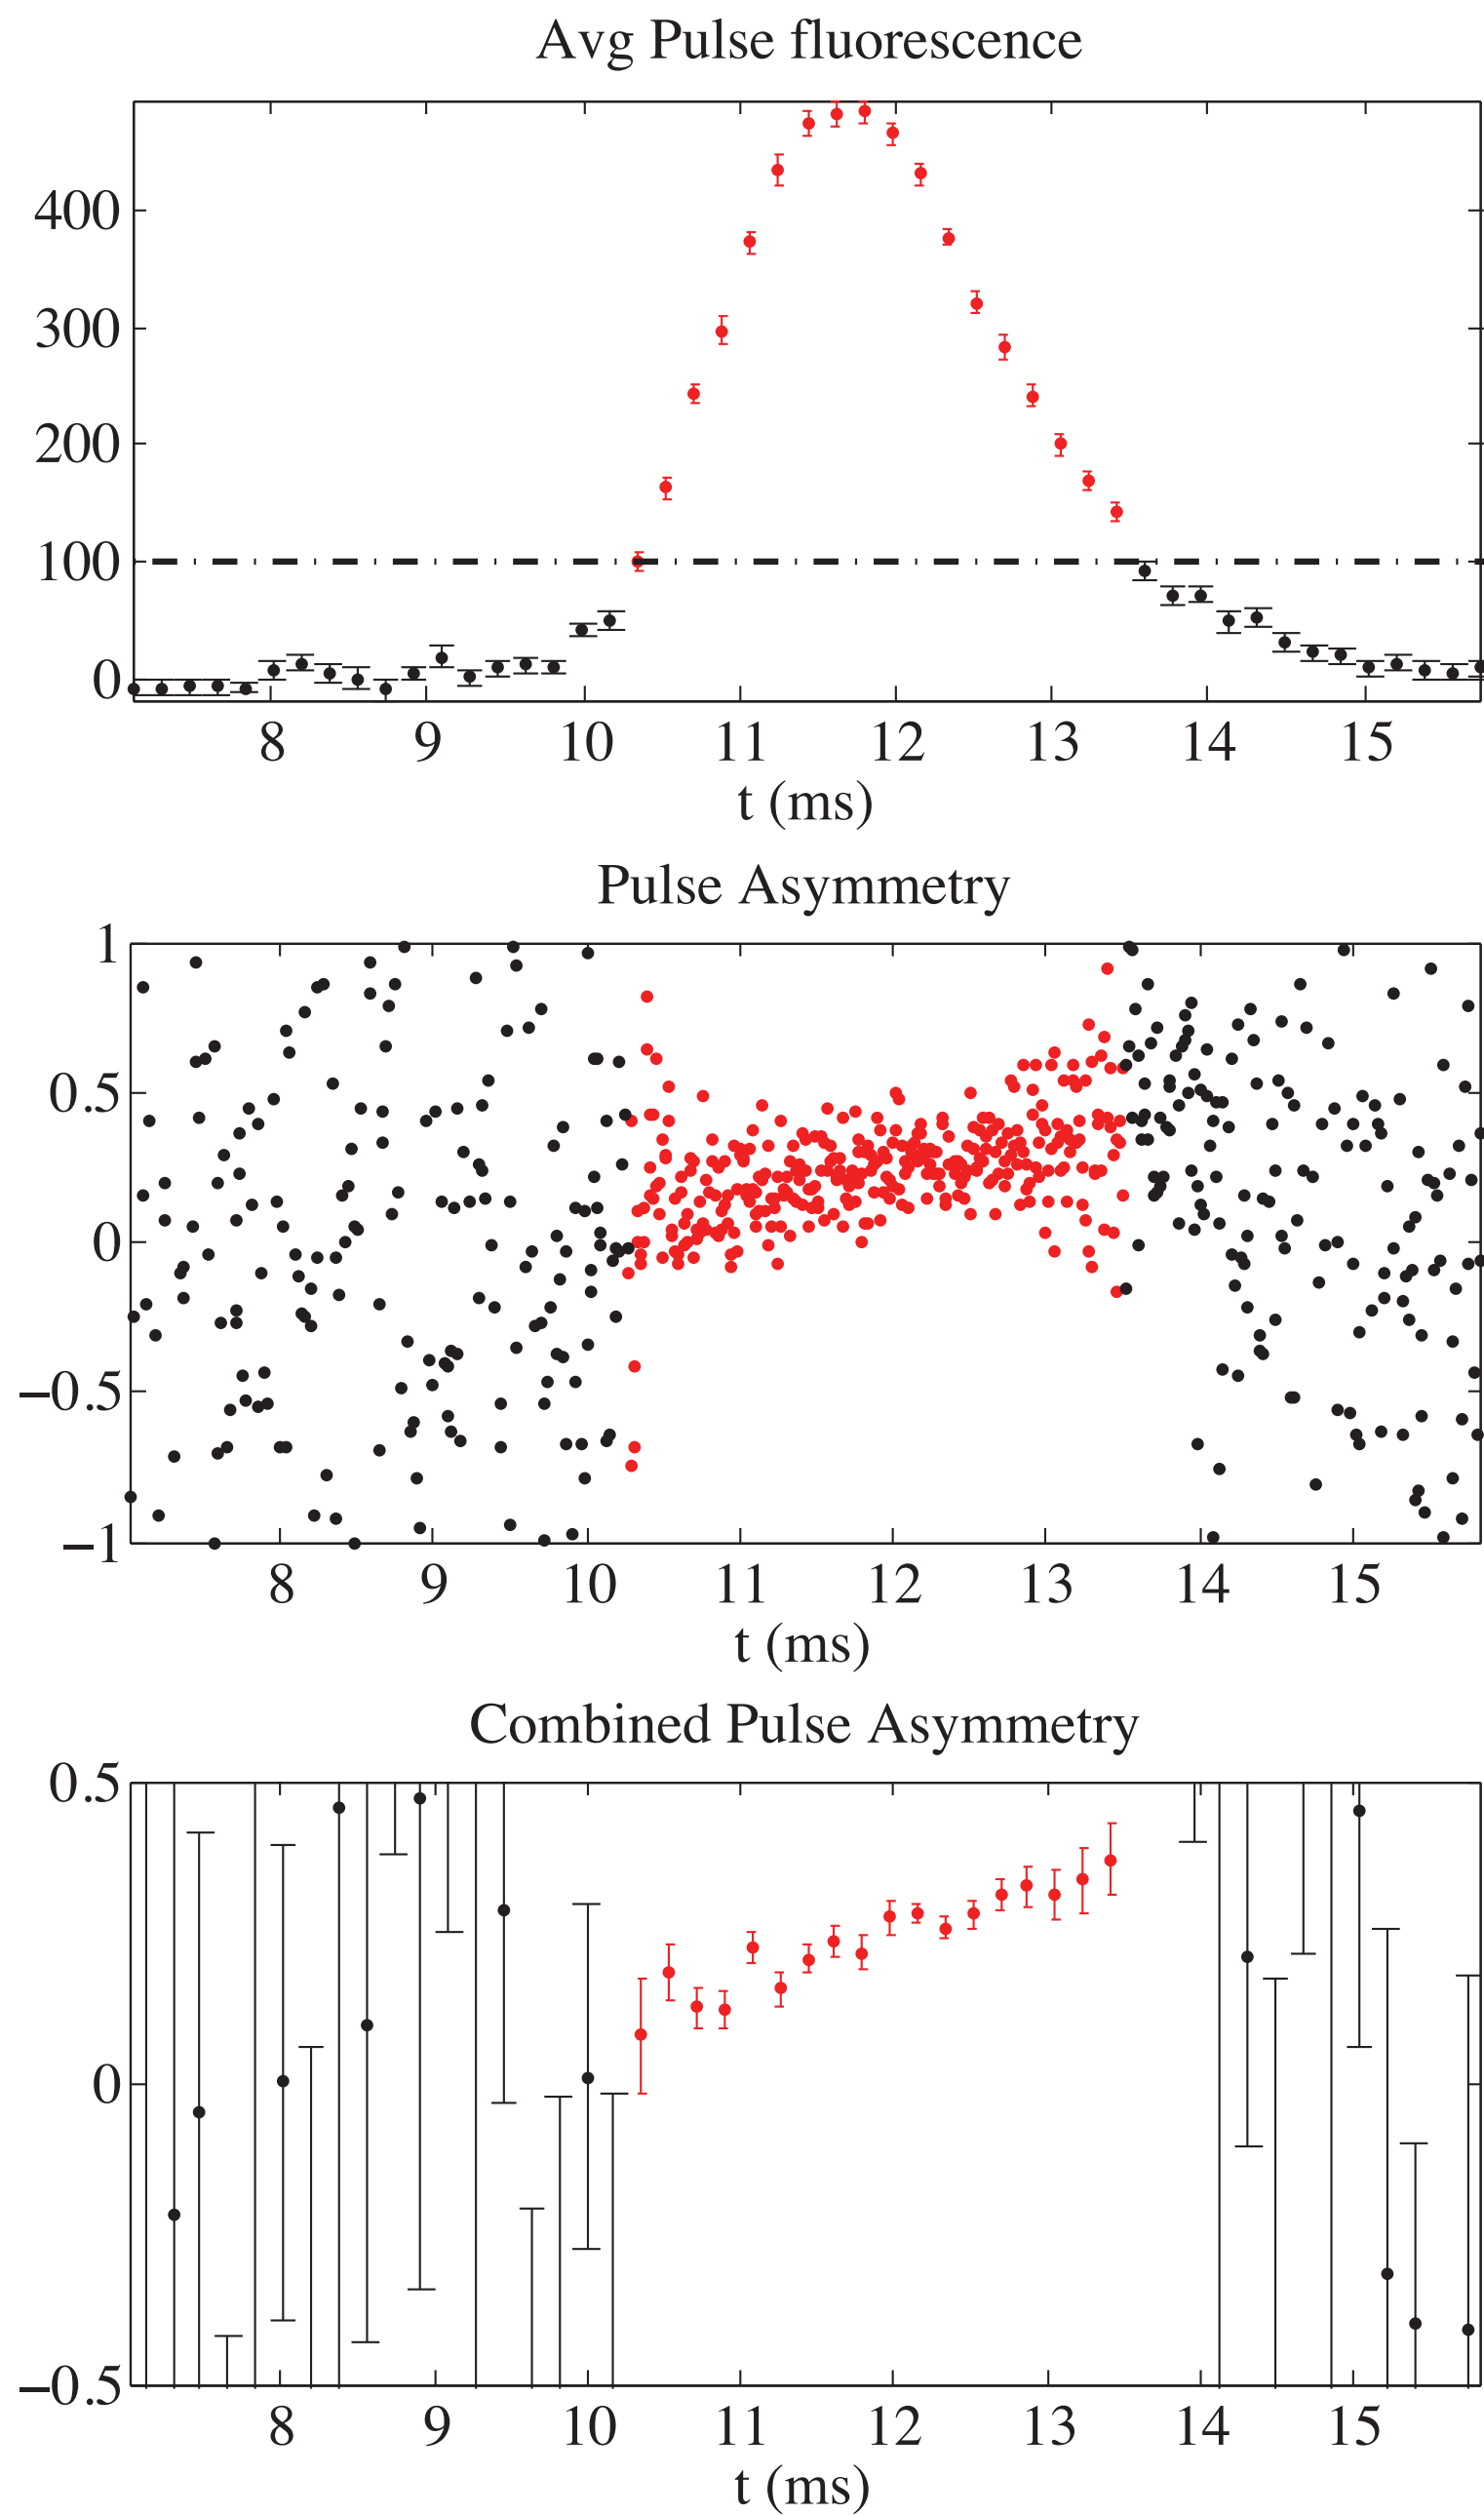 Avg Pulse fluorescence
400
300
200
100
0
8 9 10 11 12 13 14 15
t (ms)
Pulse Asymmetry
1
0.5
0
−0.5
−1
8 9 10 11 12 13 14 15
t (ms)
Combined Pulse Asymmetry
0.5
0
−0.5
8 9 10 11 12 13 14 15
t (ms)